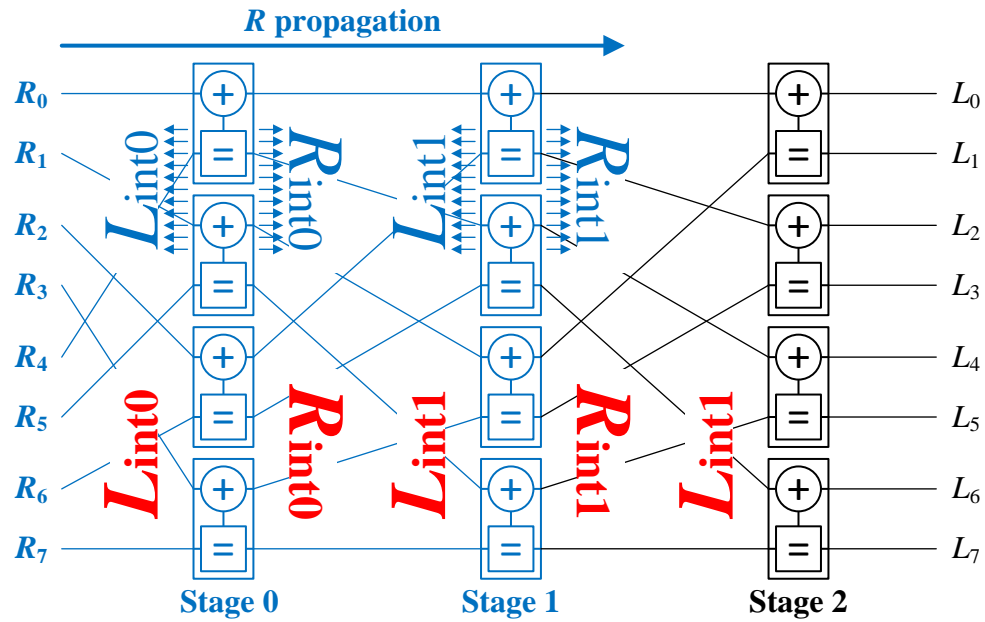 R propagation
R0
R1
R2
R3
R4
R5
R6
R7
+
=
+
=
+
=
+
=
+
=
+
=
+
=
+
=
+
=
+
=
+
=
+
=
Lint0
Rint0
Lint1
Rint1
Lint0
Rint0
Lint1
Rint1
Lint1
L0
L1
L2
L3
L4
L5
L6
L7
Stage 0
Stage 1
Stage 2